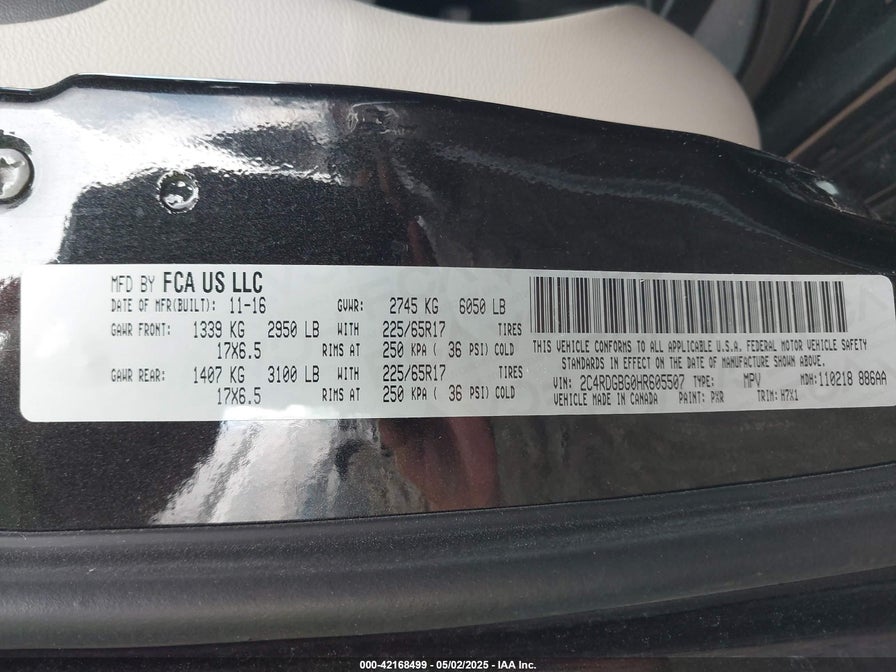 MFD BY FCA US LLC
DATE OF MFR(BUILT): 11-16 GVWR: 2745 KG 6050 LB
GAWR FRONT: 1339 KG 2950 LB WITH 225/65R17 TIRES
17X6.5 RIMS AT 250 KPA ( 36 PSI) COLD
GAWR REAR: 1407 KG 3100 LB WITH 225/65R17 TIRES
17X6.5 RIMS AT 250 KPA ( 36 PSI) COLD
THIS VEHICLE CONFORMS TO ALL APPLICABLE U.S.A. FEDERAL MOTOR VEHICLE SAFETY
STANDARDS IN EFFECT ON THE DATE OF MANUFACTURE SHOWN ABOVE.
VIN: 2C4RDGBG0HR605507 TYPE: MPV MDH:110218 886AA
VEHICLE MADE IN CANADA PAINT: PXR TRIM: H7X1
000-42168499 - 05/02/2025 - IAA Inc.